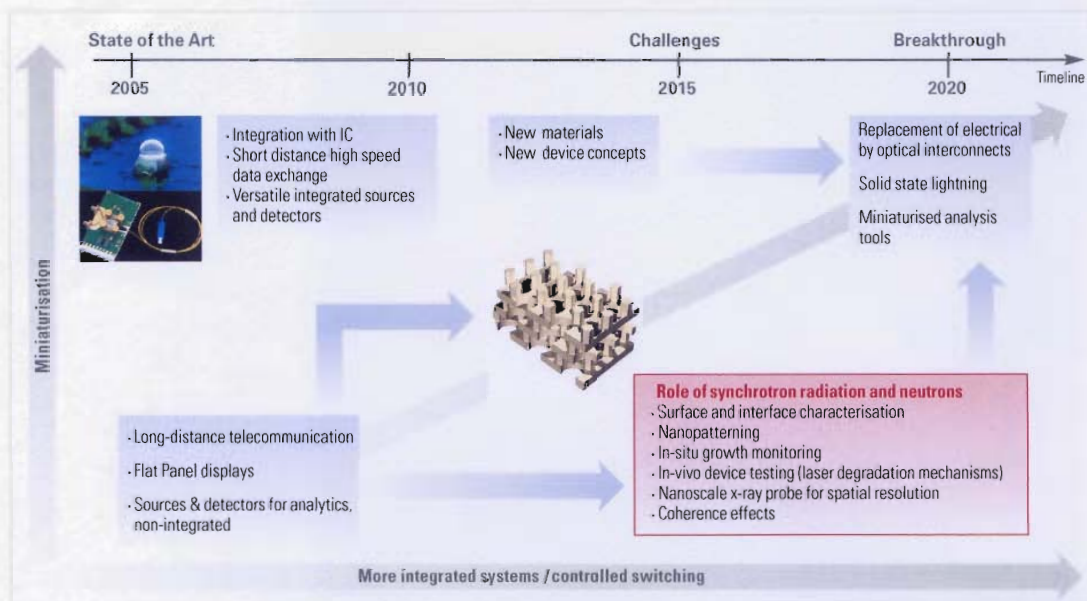 State of the Art
Challenges
Breakthrough
Timeline
2005
2010
2015
2020
Miniaturisation
· Integration with IC
· Short distance high speed
data exchange
· Versatile integrated sources
and detectors
· New materials
· New device concepts
Replacement of electrical
by optical interconnects
Solid state lightning
Miniaturised analysis
tools
· Long-distance telecommunication
· Flat Panel displays
· Sources & detectors for analytics,
non-integrated
Role of synchrotron radiation and neutrons
· Surface and interface characterisation
· Nanopatterning
· In-situ growth monitoring
· In-vivo device testing (laser degradation mechanisms)
· Nanoscale x-ray probe for spatial resolution
· Coherence effects
More integrated systems / controlled switching